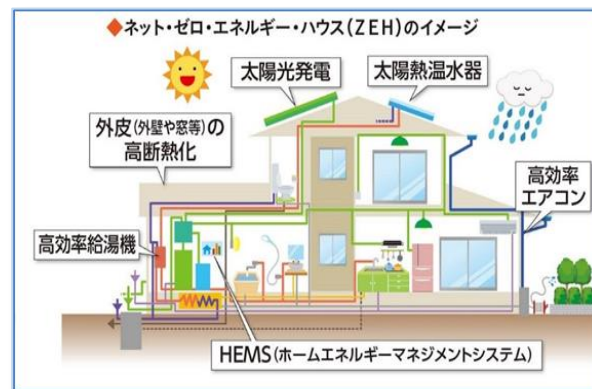 ◆ネット・ゼロ・エネルギー・ハウス(ZEH)のイメージ
太陽光発電
太陽熱温水器
外皮(外壁や窓等)の
高断熱化
高効率
エアコン
高効率給湯機
HEMS(ホームエネルギーマネジメントシステム)